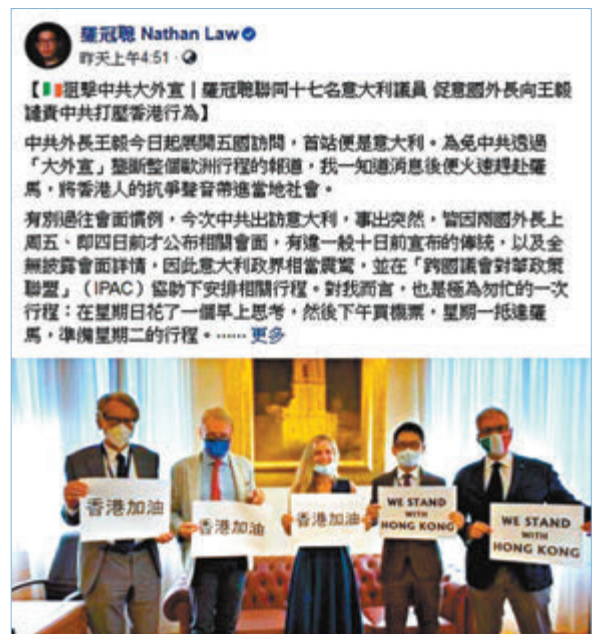 羅冠聰 Nathan Law
昨天上午4:51 ·
【🇮🇹狙擊中共大外宣｜羅冠聰聯同十七名意大利議員 促意國外長向王毅
譴責中共打壓香港行為】
中共外長王毅今日起展開五國訪問，首站便是意大利。為免中共透過
「大外宣」壟斷整個歐洲行程的報道，我一知道消息後便火速趕赴羅
馬，將香港人的抗爭聲音帶進當地社會。
有別過往會面慣例，今次中共出訪意大利，事出突然，皆因兩國外長上
周五、即四日前才公布相關會面，有違一般十日前宣布的傳統，以及全
無披露會面詳情，因此意大利政界相當震驚，並在「跨國議會對華政策
聯盟」（IPAC）協助下安排相關行程。對我而言，也是極為匆忙的一次
行程：在星期日花了一個早上思考，然後下午買機票，星期一抵達羅
馬，準備星期二的行程。…… 更多
香港加油
香港加油
香港加油
WE STAND
WITH
HONG KONG
WE STAND
WITH
HONG KONG